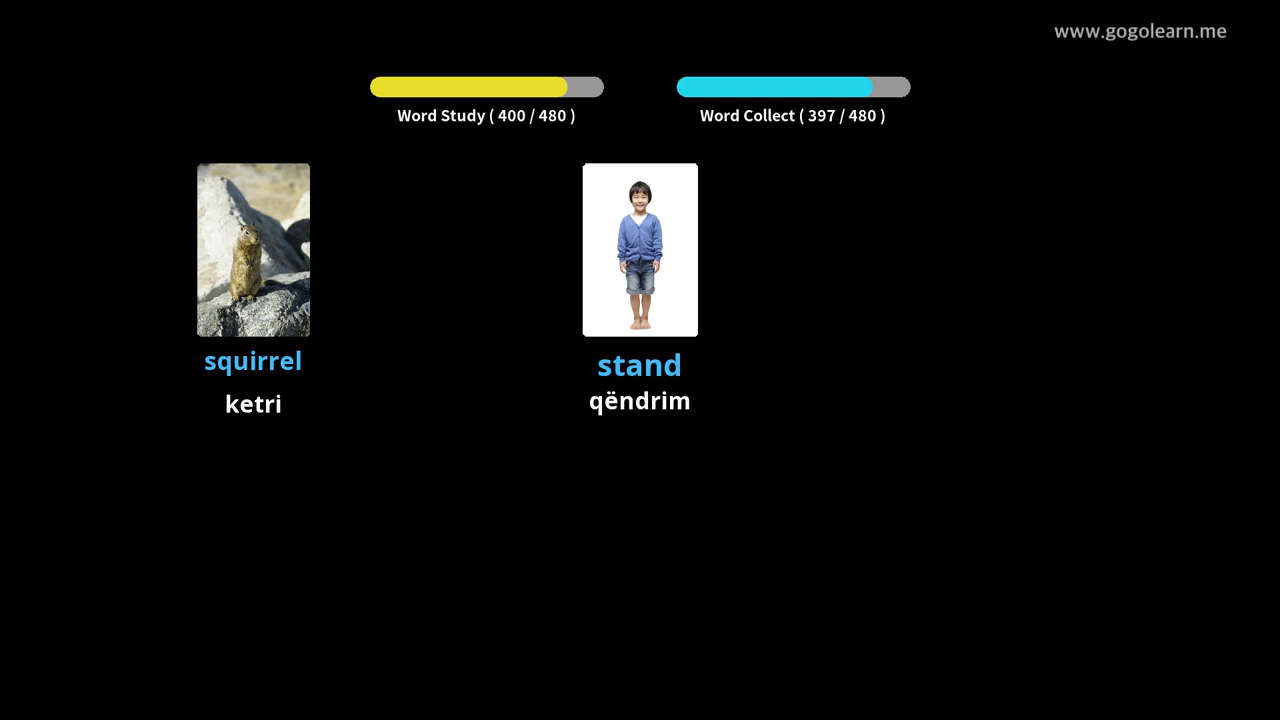 www.gogolearn.me
Word Study ( 400 / 480 )
Word Collect ( 397 / 480 )
squirrel
ketri
stand
qëndrim